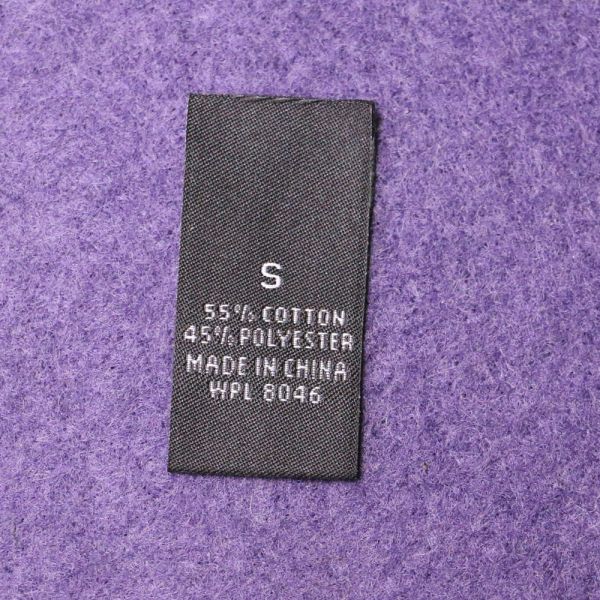 S
55% COTTON
45% POLYESTER
MADE IN CHINA
WPL 8046